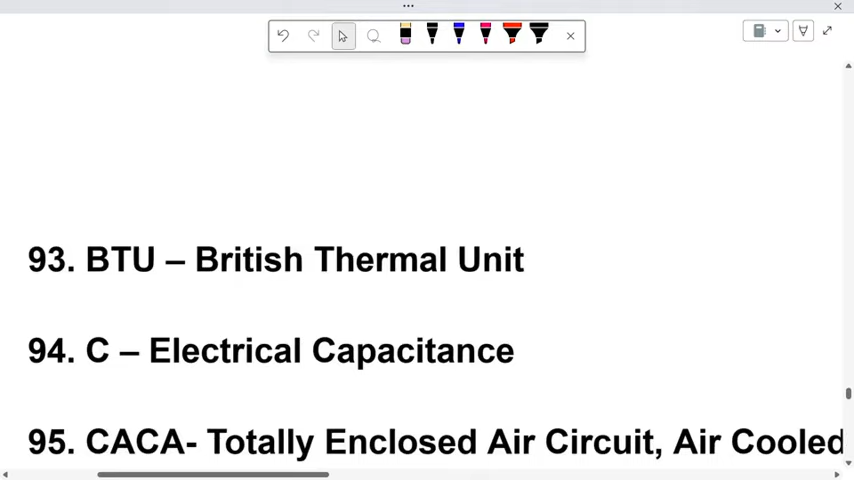 93. BTU – British Thermal Unit
94. C – Electrical Capacitance
95. CACA- Totally Enclosed Air Circuit, Air Cooled